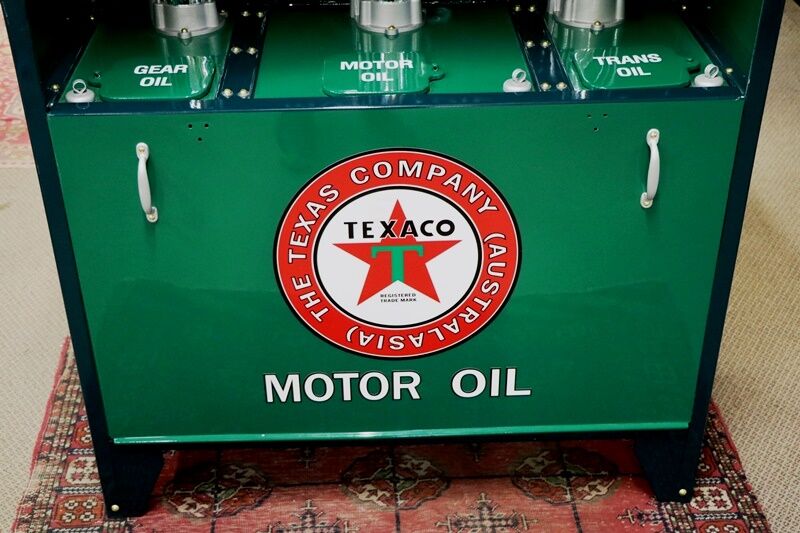 GEAR
OIL
MOTOR
OIL
TRANS
OIL
THE TEXAS COMPANY (AUSTRALASIA)
TEXACO
T
REGISTERED
TRADE MARK
MOTOR OIL